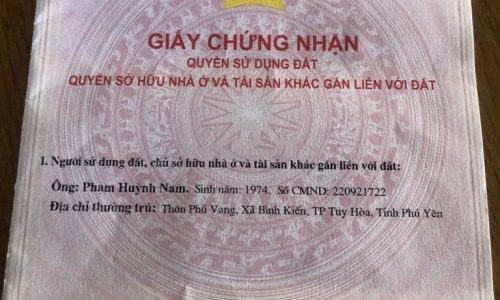 GIẤY CHỨNG NHẬN
QUYỀN SỬ DỤNG ĐẤT
QUYỀN SỞ HỮU NHÀ Ở VÀ TÀI SẢN KHÁC GẮN LIỀN VỚI ĐẤT
I. Người sử dụng đất, chủ sở hữu nhà ở và tài sản khác gắn liền với đất:
Ông: Phạm Huỳnh Nam. Sinh năm: 1974. Số CMND: 220921722
Địa chỉ thường trú: Thôn Phú Vang, Xã Bình Kiến, TP Tuy Hòa, Tỉnh Phú Yên